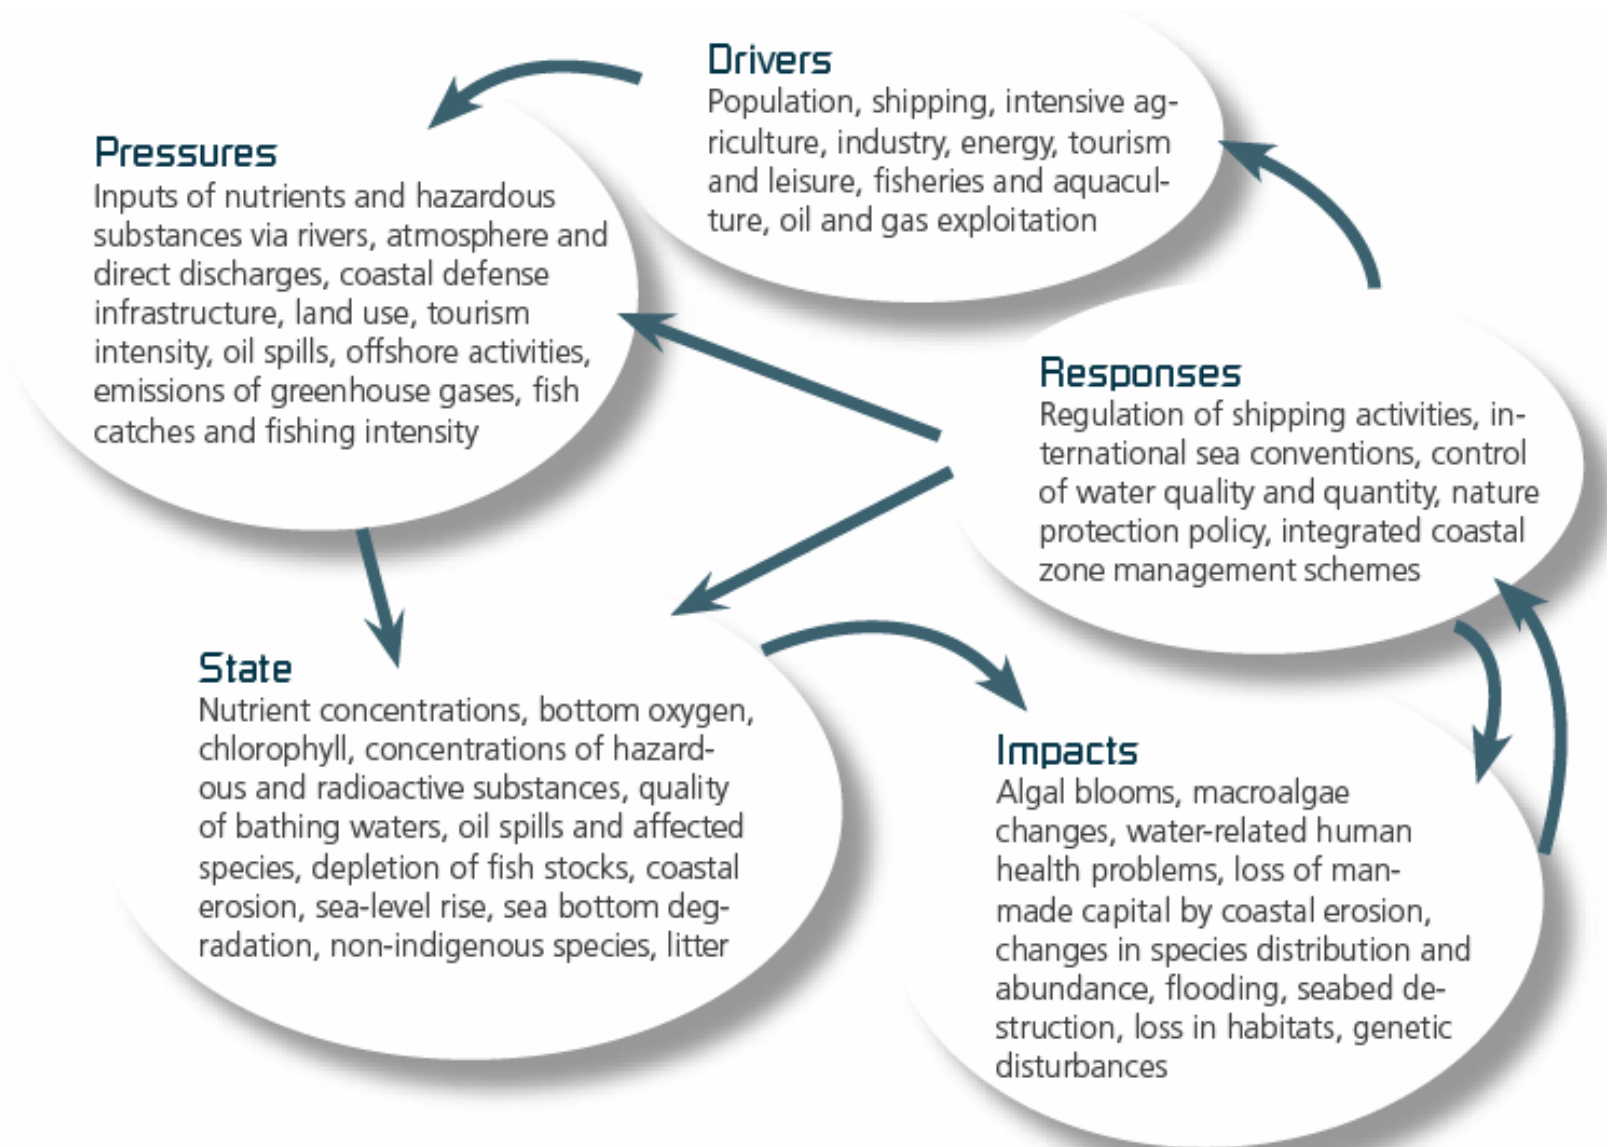 Drivers
Population, shipping, intensive ag-
riculture, industry, energy, tourism
and leisure, fisheries and aquacul-
ture, oil and gas exploitation
Pressures
Inputs of nutrients and hazardous
substances via rivers, atmosphere and
direct discharges, coastal defense
infrastructure, land use, tourism
intensity, oil spills, offshore activities,
emissions of greenhouse gases, fish
catches and fishing intensity
Responses
Regulation of shipping activities, in-
ternational sea conventions, control
of water quality and quantity, nature
protection policy, integrated coastal
zone management schemes
State
Nutrient concentrations, bottom oxygen,
chlorophyll, concentrations of hazard-
ous and radioactive substances, quality
of bathing waters, oil spills and affected
species, depletion of fish stocks, coastal
erosion, sea-level rise, sea bottom deg-
radation, non-indigenous species, litter
Impacts
Algal blooms, macroalgae
changes, water-related human
health problems, loss of man-
made capital by coastal erosion,
changes in species distribution and
abundance, flooding, seabed de-
struction, loss in habitats, genetic
disturbances